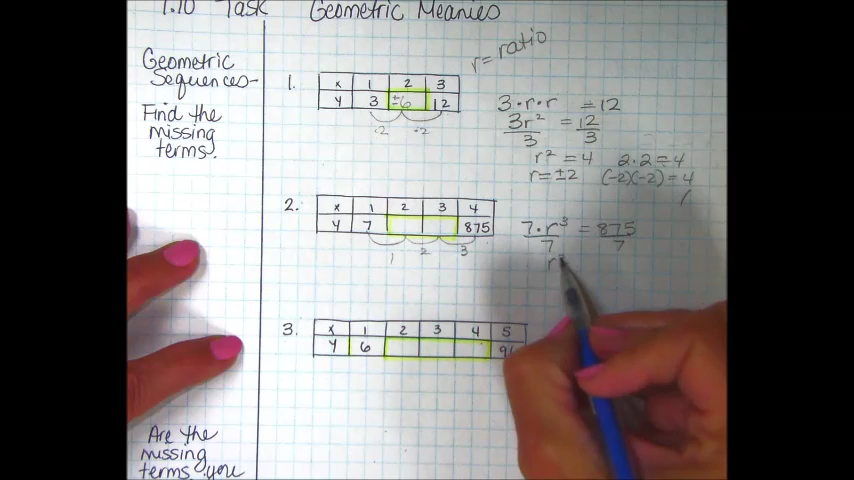 1.10 Task Geometric Meanies
Geometric
Sequences-
Find the
missing
terms.
r = ratio
1.
x 1 2 3
y 3 ±6 12
·2 ·2
3·r·r = 12
3r² = 12
3 3
r² = 4 2·2 = 4
r = ±2 (-2)(-2) = 4
2.
x 1 2 3 4
y 7 875
1 2 3
7·r³ = 875
7 7
r
3.
x 1 2 3 4 5
y 6
Are the
missing
terms you